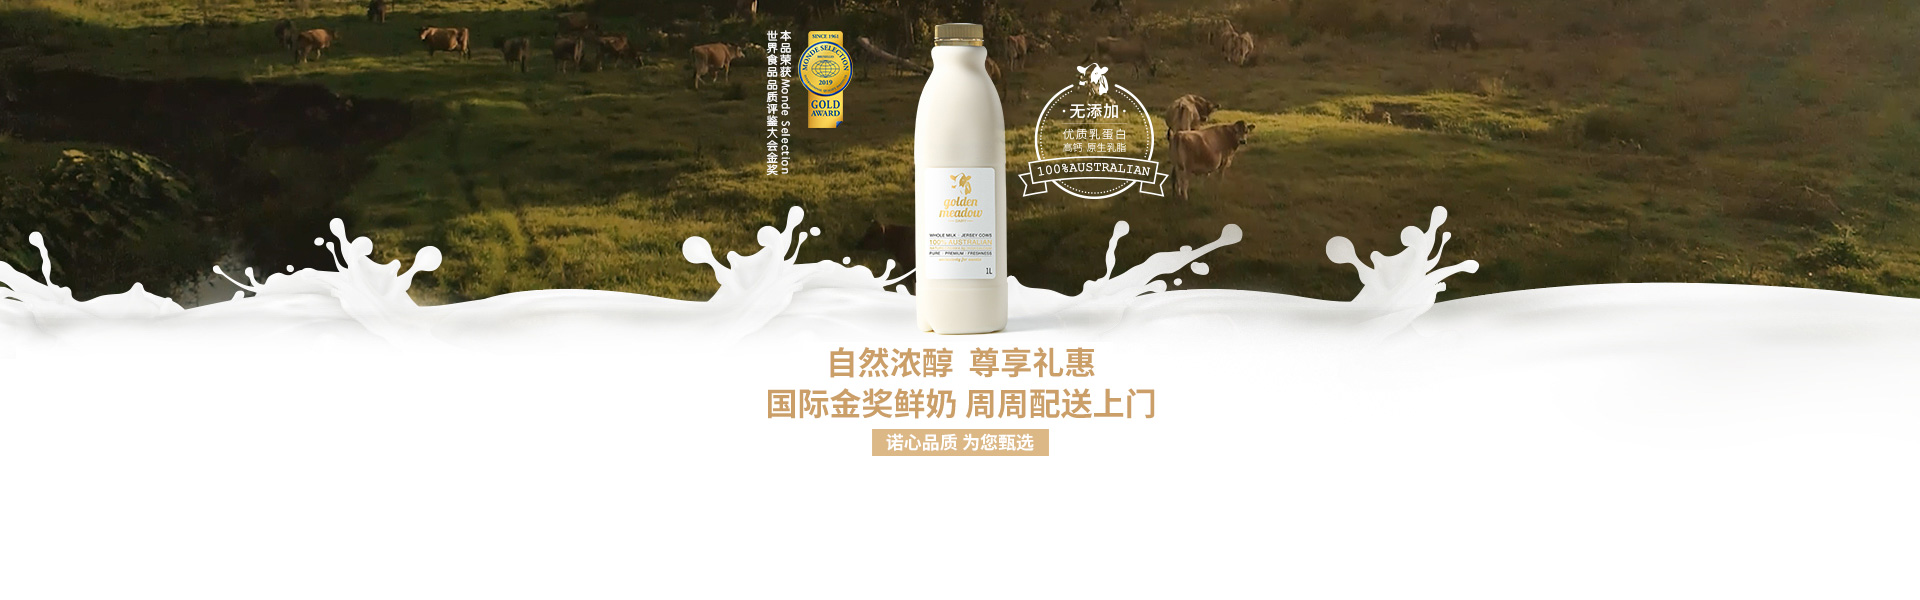 本品荣获Monde Selection
世界食品品质评鉴大会金奖
SINCE 1961
MONDE SELECTION
2019
GOLD
AWARD
无添加
优质乳蛋白
高钙 原生乳脂
100%AUSTRALIAN
golden
meadow
WHOLE MILK · JERSEY COWS
100% AUSTRALIAN
PURE · PREMIUM · FRESHNESS
1L
自然浓醇 尊享礼惠
国际金奖鲜奶 周周配送上门
诺心品质 为您甄选